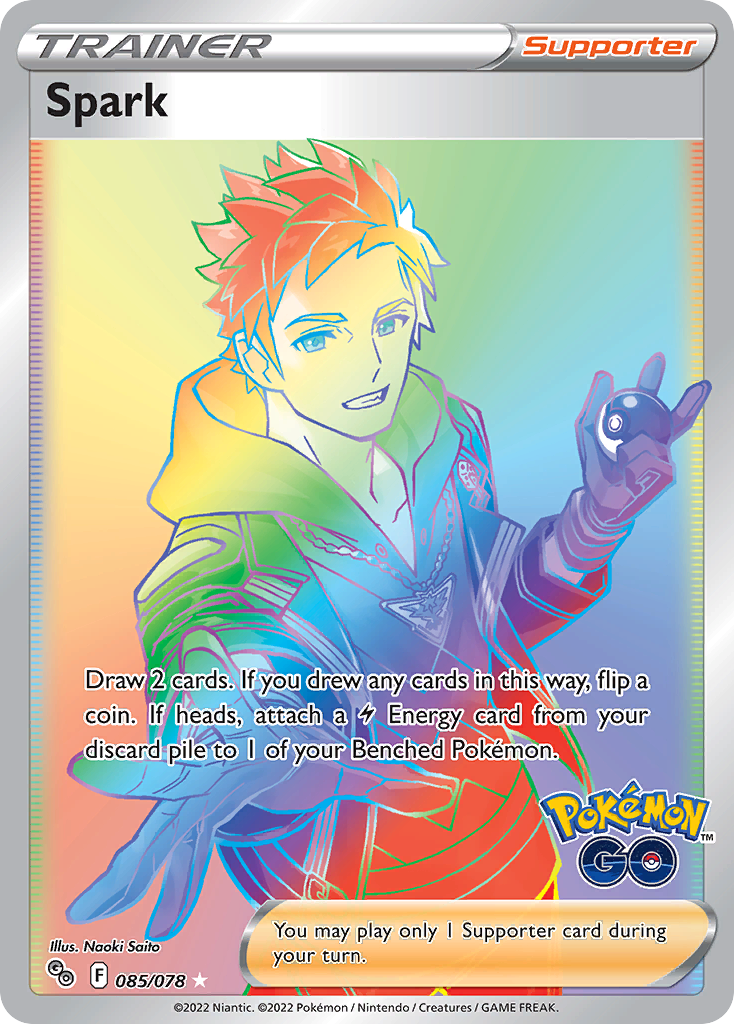 TRAINER Supporter
Spark
Draw 2 cards. If you drew any cards in this way, flip a
coin. If heads, attach a Energy card from your
discard pile to 1 of your Benched Pokémon.
POKÉMON™
GO
You may play only 1 Supporter card during
your turn.
Illus. Naoki Saito
GO F 085/078
©2022 Niantic. ©2022 Pokémon / Nintendo / Creatures / GAME FREAK.